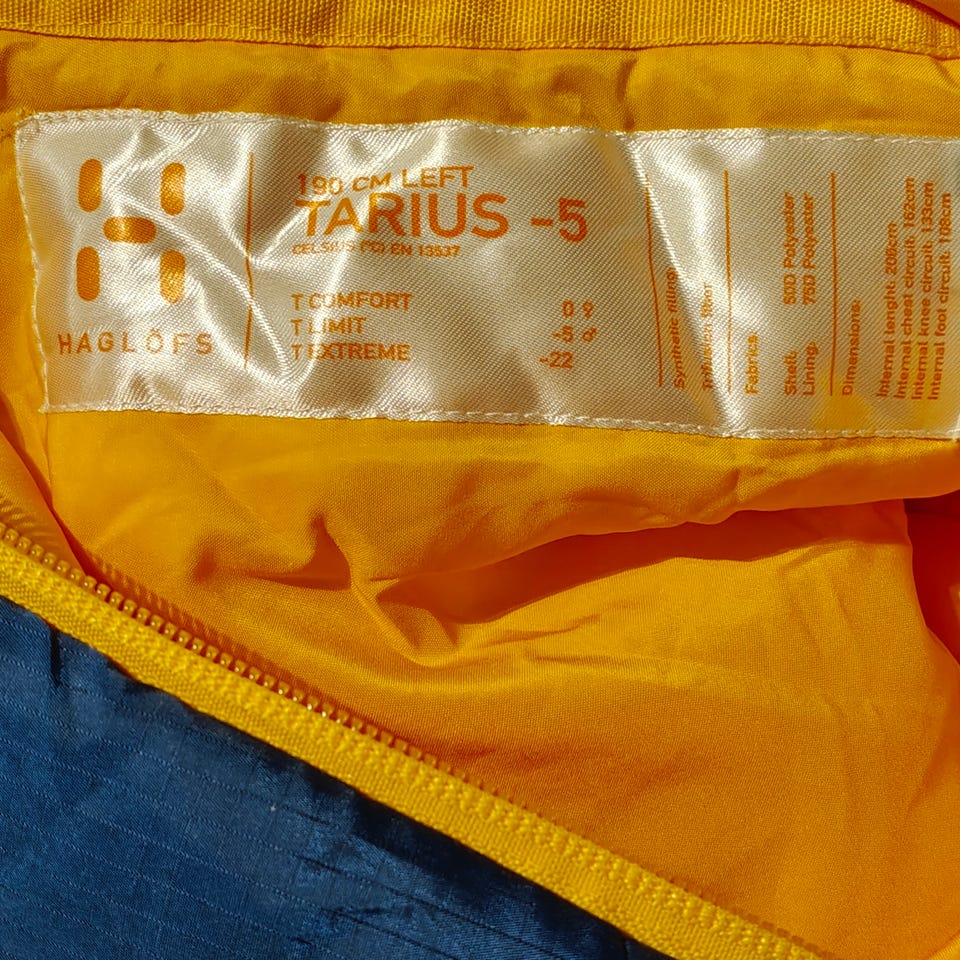 HAGLÖFS
190 CM LEFT
TARIUS -5
CELSIUS (°C) EN 13537
T COMFORT 0 ♀
T LIMIT -5 ♂
T EXTREME -22
Synthetic filling:
Fabrics
Shell: 50D Polyester
Lining: 75D Polyester
Dimensions:
Internal lenght: 208cm
Internal chest circuit: 162cm
Internal knee circuit: 133cm
Internal foot circuit: 108cm